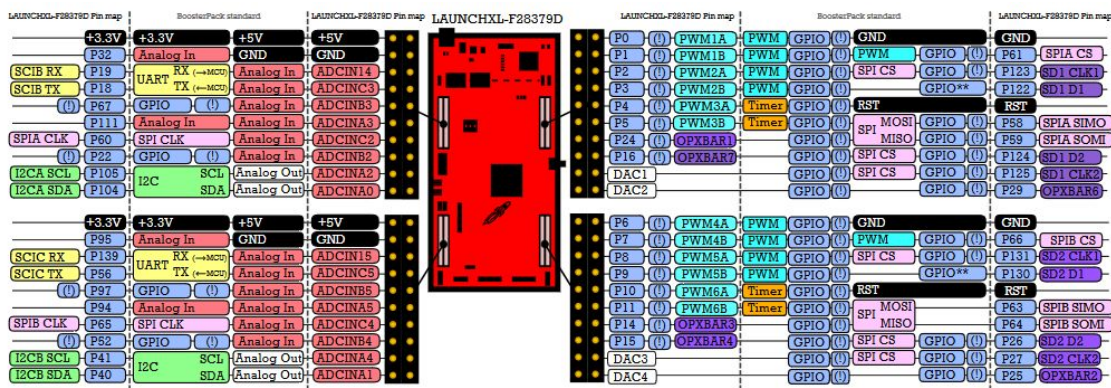 LAUNCHXL-F28379D Pin map BoosterPack standard LAUNCHXL-F28379D Pin map LAUNCHXL-F28379D LAUNCHXL-F28379D Pin map BoosterPack standard LAUNCHXL-F28379D Pin map
+3.3V +3.3V +5V +5V P0 (!) PWM1A PWM GPIO (!) GND GND
P32 Analog In GND GND P1 (!) PWM1B PWM GPIO (!) PWM GPIO (!) P61 SPIA CS
SCIB RX P19 UART RX (→MCU) Analog In ADCIN14 P2 (!) PWM2A PWM GPIO (!) SPI CS GPIO (!) P123 SD1 CLK1
SCIB TX P18 TX (←MCU) Analog In ADCINC3 P3 (!) PWM2B PWM GPIO (!) GPIO** P122 SD1 D1
(!) P67 GPIO (!) Analog In ADCINB3 P4 (!) PWM3A Timer GPIO (!) RST RST
P111 Analog In Analog In ADCINA3 P5 (!) PWM3B Timer GPIO (!) SPI MOSI GPIO (!) P58 SPIA SIMO
SPIA CLK P60 SPI CLK Analog In ADCINC2 P24 (!) OPXBAR1 GPIO (!) MISO GPIO (!) P59 SPIA SOMI
(!) P22 GPIO (!) Analog In ADCINB2 P16 (!) OPXBAR7 GPIO (!) SPI CS GPIO (!) P124 SD1 D2
I2CA SCL P105 I2C SCL Analog Out ADCINA2 DAC1 GPIO (!) SPI CS GPIO (!) P125 SD1 CLK2
I2CA SDA P104 SDA Analog Out ADCINA0 DAC2 GPIO (!) GPIO (!) P29 OPXBAR6
+3.3V +3.3V +5V +5V P6 (!) PWM4A PWM GPIO (!) GND GND
P95 Analog In GND GND P7 (!) PWM4B PWM GPIO (!) PWM GPIO (!) P66 SPIB CS
SCIC RX P139 UART RX (→MCU) Analog In ADCIN15 P8 (!) PWM5A PWM GPIO (!) SPI CS GPIO (!) P131 SD2 CLK1
SCIC TX P56 TX (←MCU) Analog In ADCINC5 P9 (!) PWM5B PWM GPIO (!) GPIO** P130 SD2 D1
(!) P97 GPIO (!) Analog In ADCINB5 P10 (!) PWM6A Timer GPIO (!) RST RST
P94 Analog In Analog In ADCINA5 P11 (!) PWM6B Timer GPIO (!) SPI MOSI GPIO (!) P63 SPIB SIMO
SPIB CLK P65 SPI CLK Analog In ADCINC4 P14 (!) OPXBAR3 GPIO (!) MISO GPIO (!) P64 SPIB SOMI
(!) P52 GPIO (!) Analog In ADCINB4 P15 (!) OPXBAR4 GPIO (!) SPI CS GPIO (!) P26 SD2 D2
I2CB SCL P41 I2C SCL Analog Out ADCINA4 DAC3 GPIO (!) SPI CS GPIO (!) P27 SD2 CLK2
I2CB SDA P40 SDA Analog Out ADCINA1 DAC4 GPIO (!) GPIO (!) P25 OPXBAR2